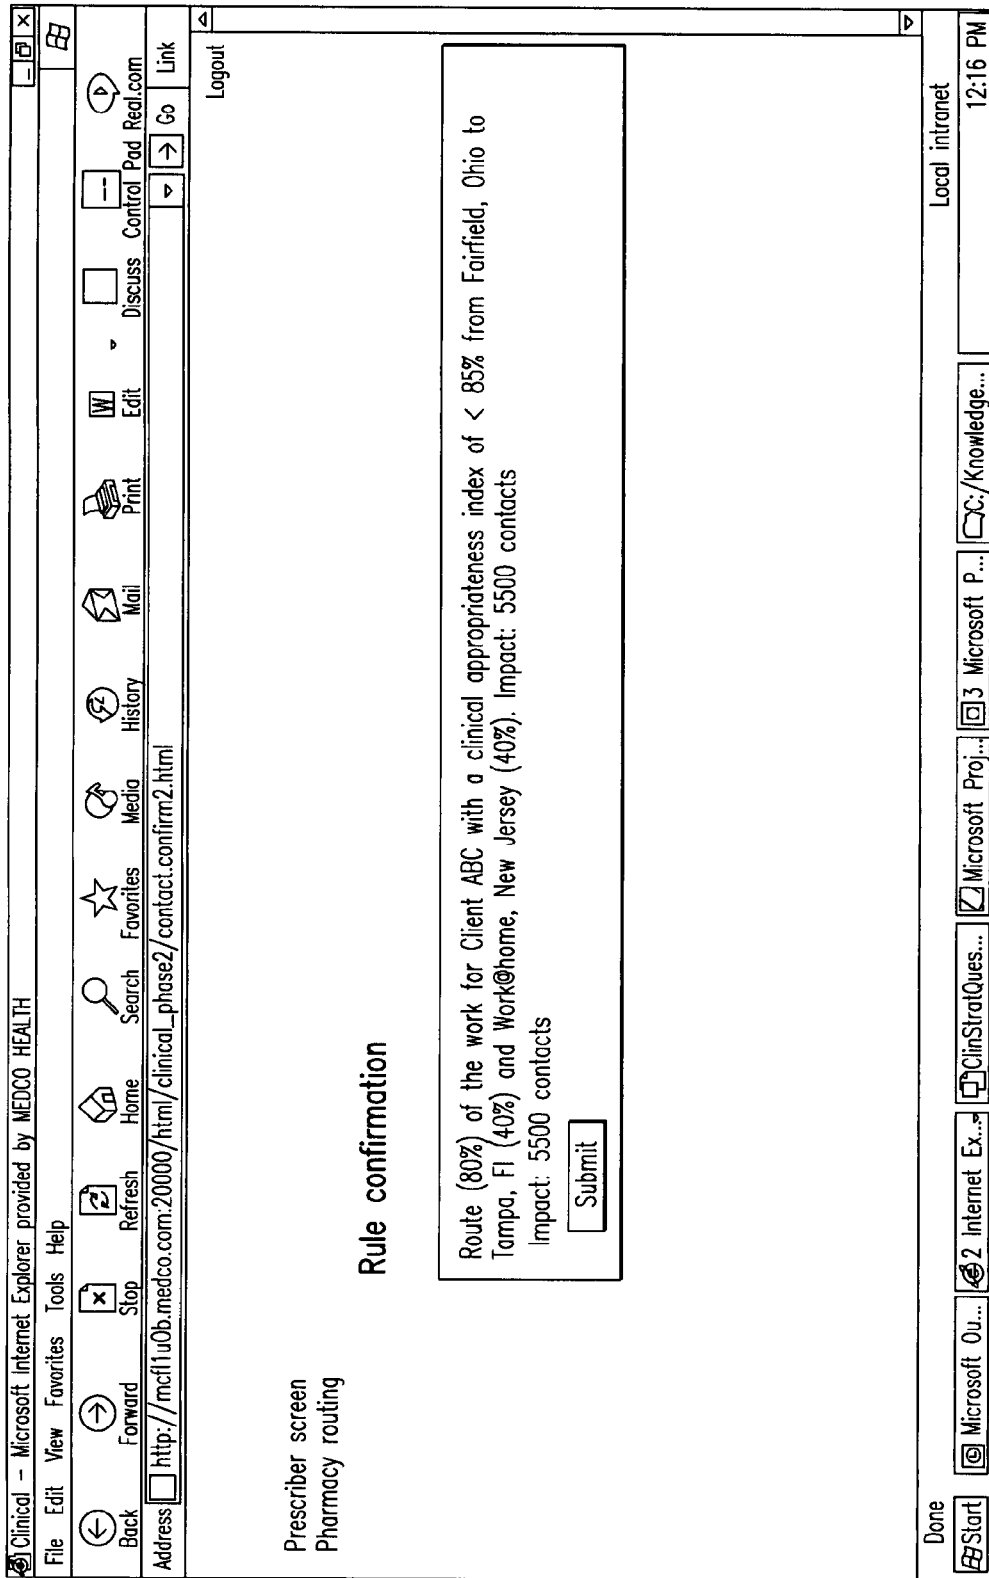 Clinical – Microsoft Internet Explorer provided by MEDCO HEALTH
File Edit View Favorites Tools Help
Back Forward Stop Refresh Home Search Favorites Media History Mail Print Edit Discuss Control Pad Real.com
Address http://mcfl1u0b.medco.com:20000/html/clinical_phase2/contact.confirm2.html Go Link
Logout
Prescriber screen
Pharmacy routing
Rule confirmation
Route (80%) of the work for Client ABC with a clinical appropriateness index of < 85% from Fairfield, Ohio to
Tampa, Fl (40%) and Work@home, New Jersey (40%). Impact: 5500 contacts
Impact: 5500 contacts
Submit
Done Local intranet
Start Microsoft Ou... 2 Internet Ex... ClinStratQues... Microsoft Proj... 3 Microsoft P... C:/Knowledge... 12:16 PM